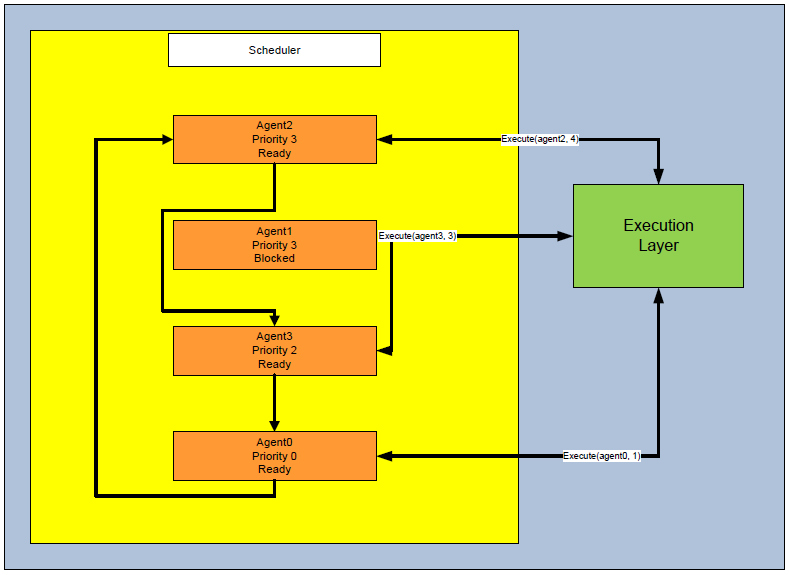 Scheduler
Agent2
Priority 3
Ready
Execute(agent2, 4)
Agent1
Priority 3
Blocked
Execute(agent3, 3)
Execution
Layer
Agent3
Priority 2
Ready
Agent0
Priority 0
Ready
Execute(agent0, 1)